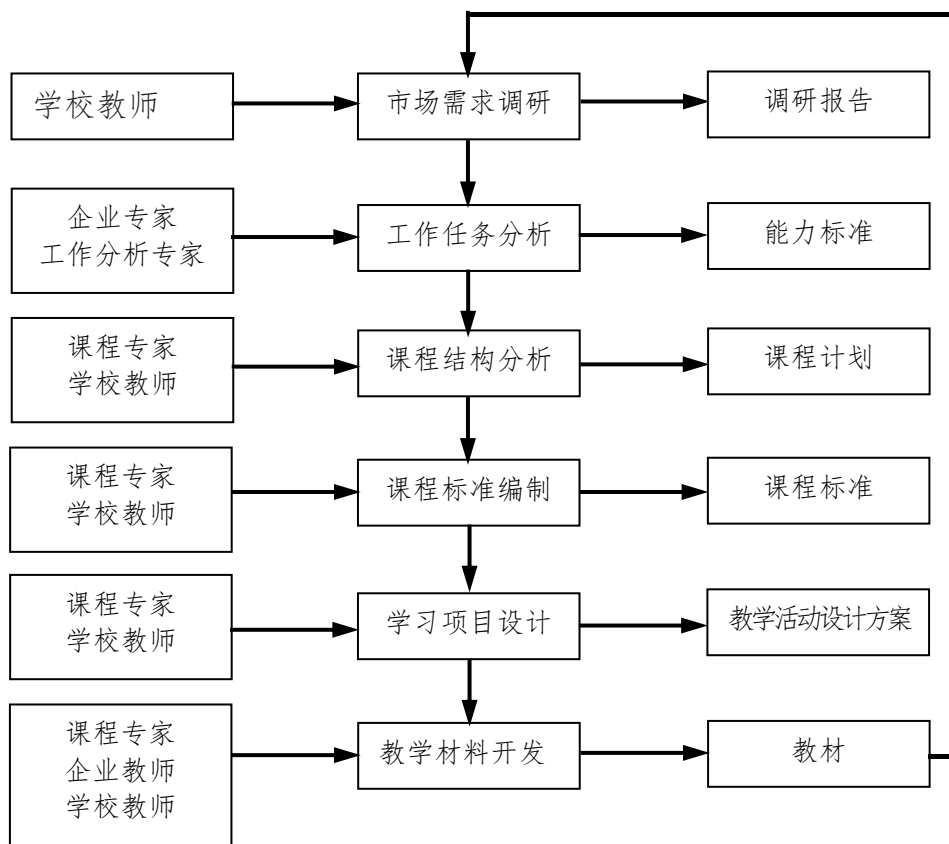 学校教师
市场需求调研
调研报告
企业专家
工作分析专家
工作任务分析
能力标准
课程专家
学校教师
课程结构分析
课程计划
课程专家
学校教师
课程标准编制
课程标准
课程专家
学校教师
学习项目设计
教学活动设计方案
课程专家
企业教师
学校教师
教学材料开发
教材